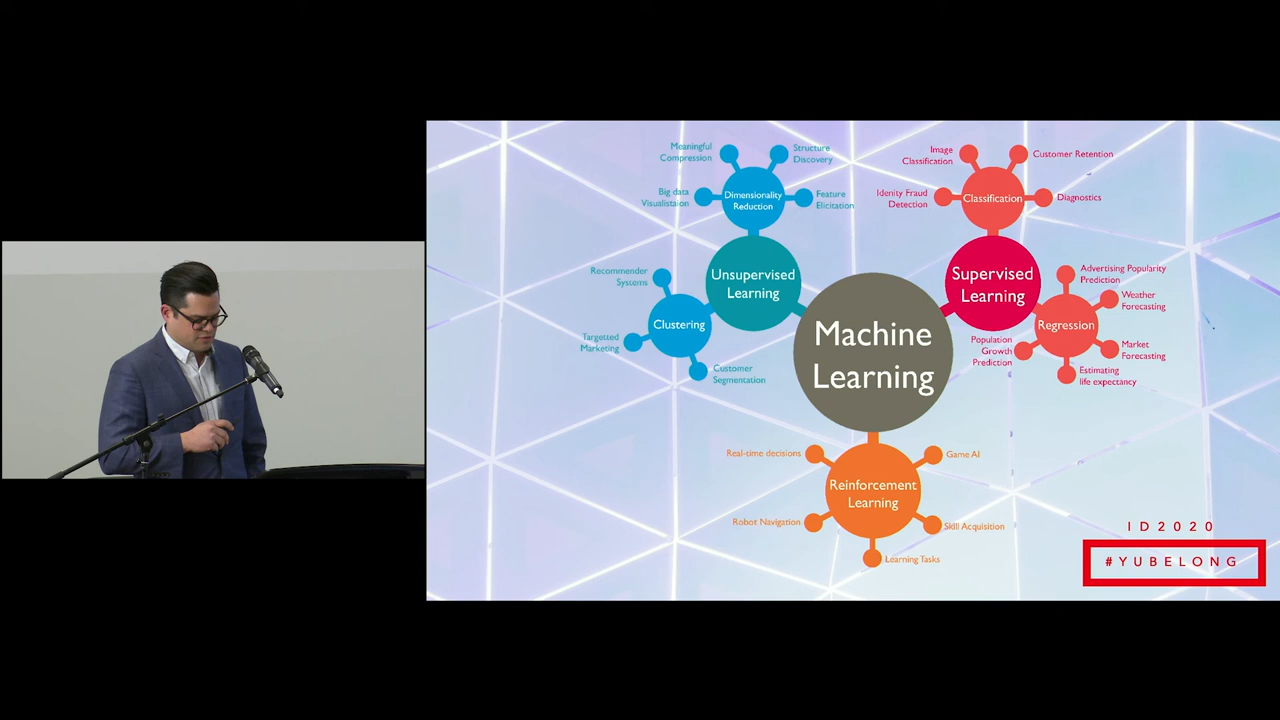 Meaningful
Compression
Structure
Discovery
Big data
Visualistaion
Dimensionality
Reduction
Feature
Elicitation
Unsupervised
Learning
Recommender
Systems
Clustering
Targetted
Marketing
Customer
Segmentation
Image
Classification
Customer Retention
Idenity Fraud
Detection
Classification
Diagnostics
Supervised
Learning
Advertising Popularity
Prediction
Weather
Forecasting
Regression
Population
Growth
Prediction
Market
Forecasting
Estimating
life expectancy
Machine
Learning
Real-time decisions
Game AI
Reinforcement
Learning
Robot Navigation
Skill Acquisition
Learning Tasks
ID2020
#YUBELONG